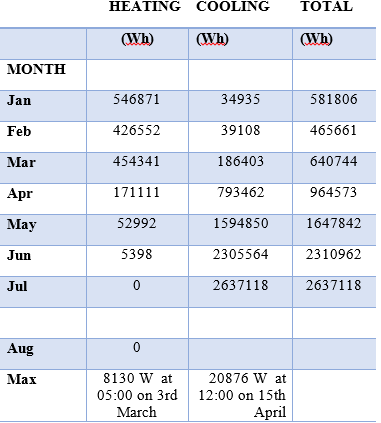 HEATING COOLING TOTAL
(Wh) (Wh) (Wh)
MONTH
Jan 546871 34935 581806
Feb 426552 39108 465661
Mar 454341 186403 640744
Apr 171111 793462 964573
May 52992 1594850 1647842
Jun 5398 2305564 2310962
Jul 0 2637118 2637118
Aug 0
Max 8130 W at 20876 W at
05:00 on 3rd 12:00 on 15th
March April